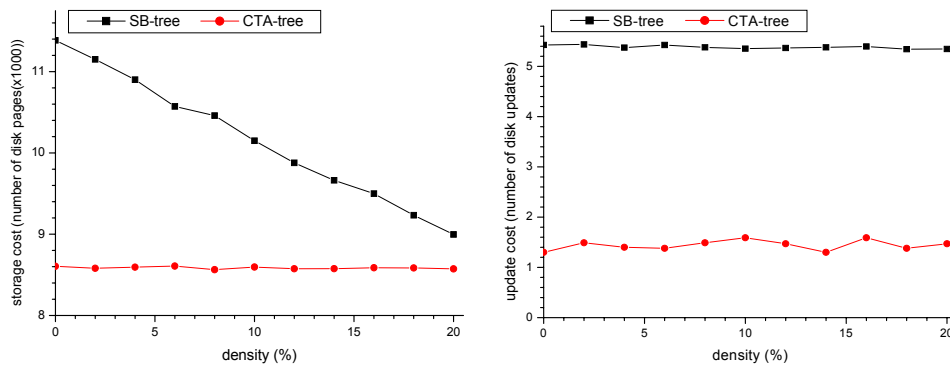 SB-tree CTA-tree
storage cost (number of disk pages(x1000))
11
10
9
8
0 5 10 15 20
density (%)
SB-tree CTA-tree
update cost (number of disk updates)
5
4
3
2
1
0
0 5 10 15 20
density (%)